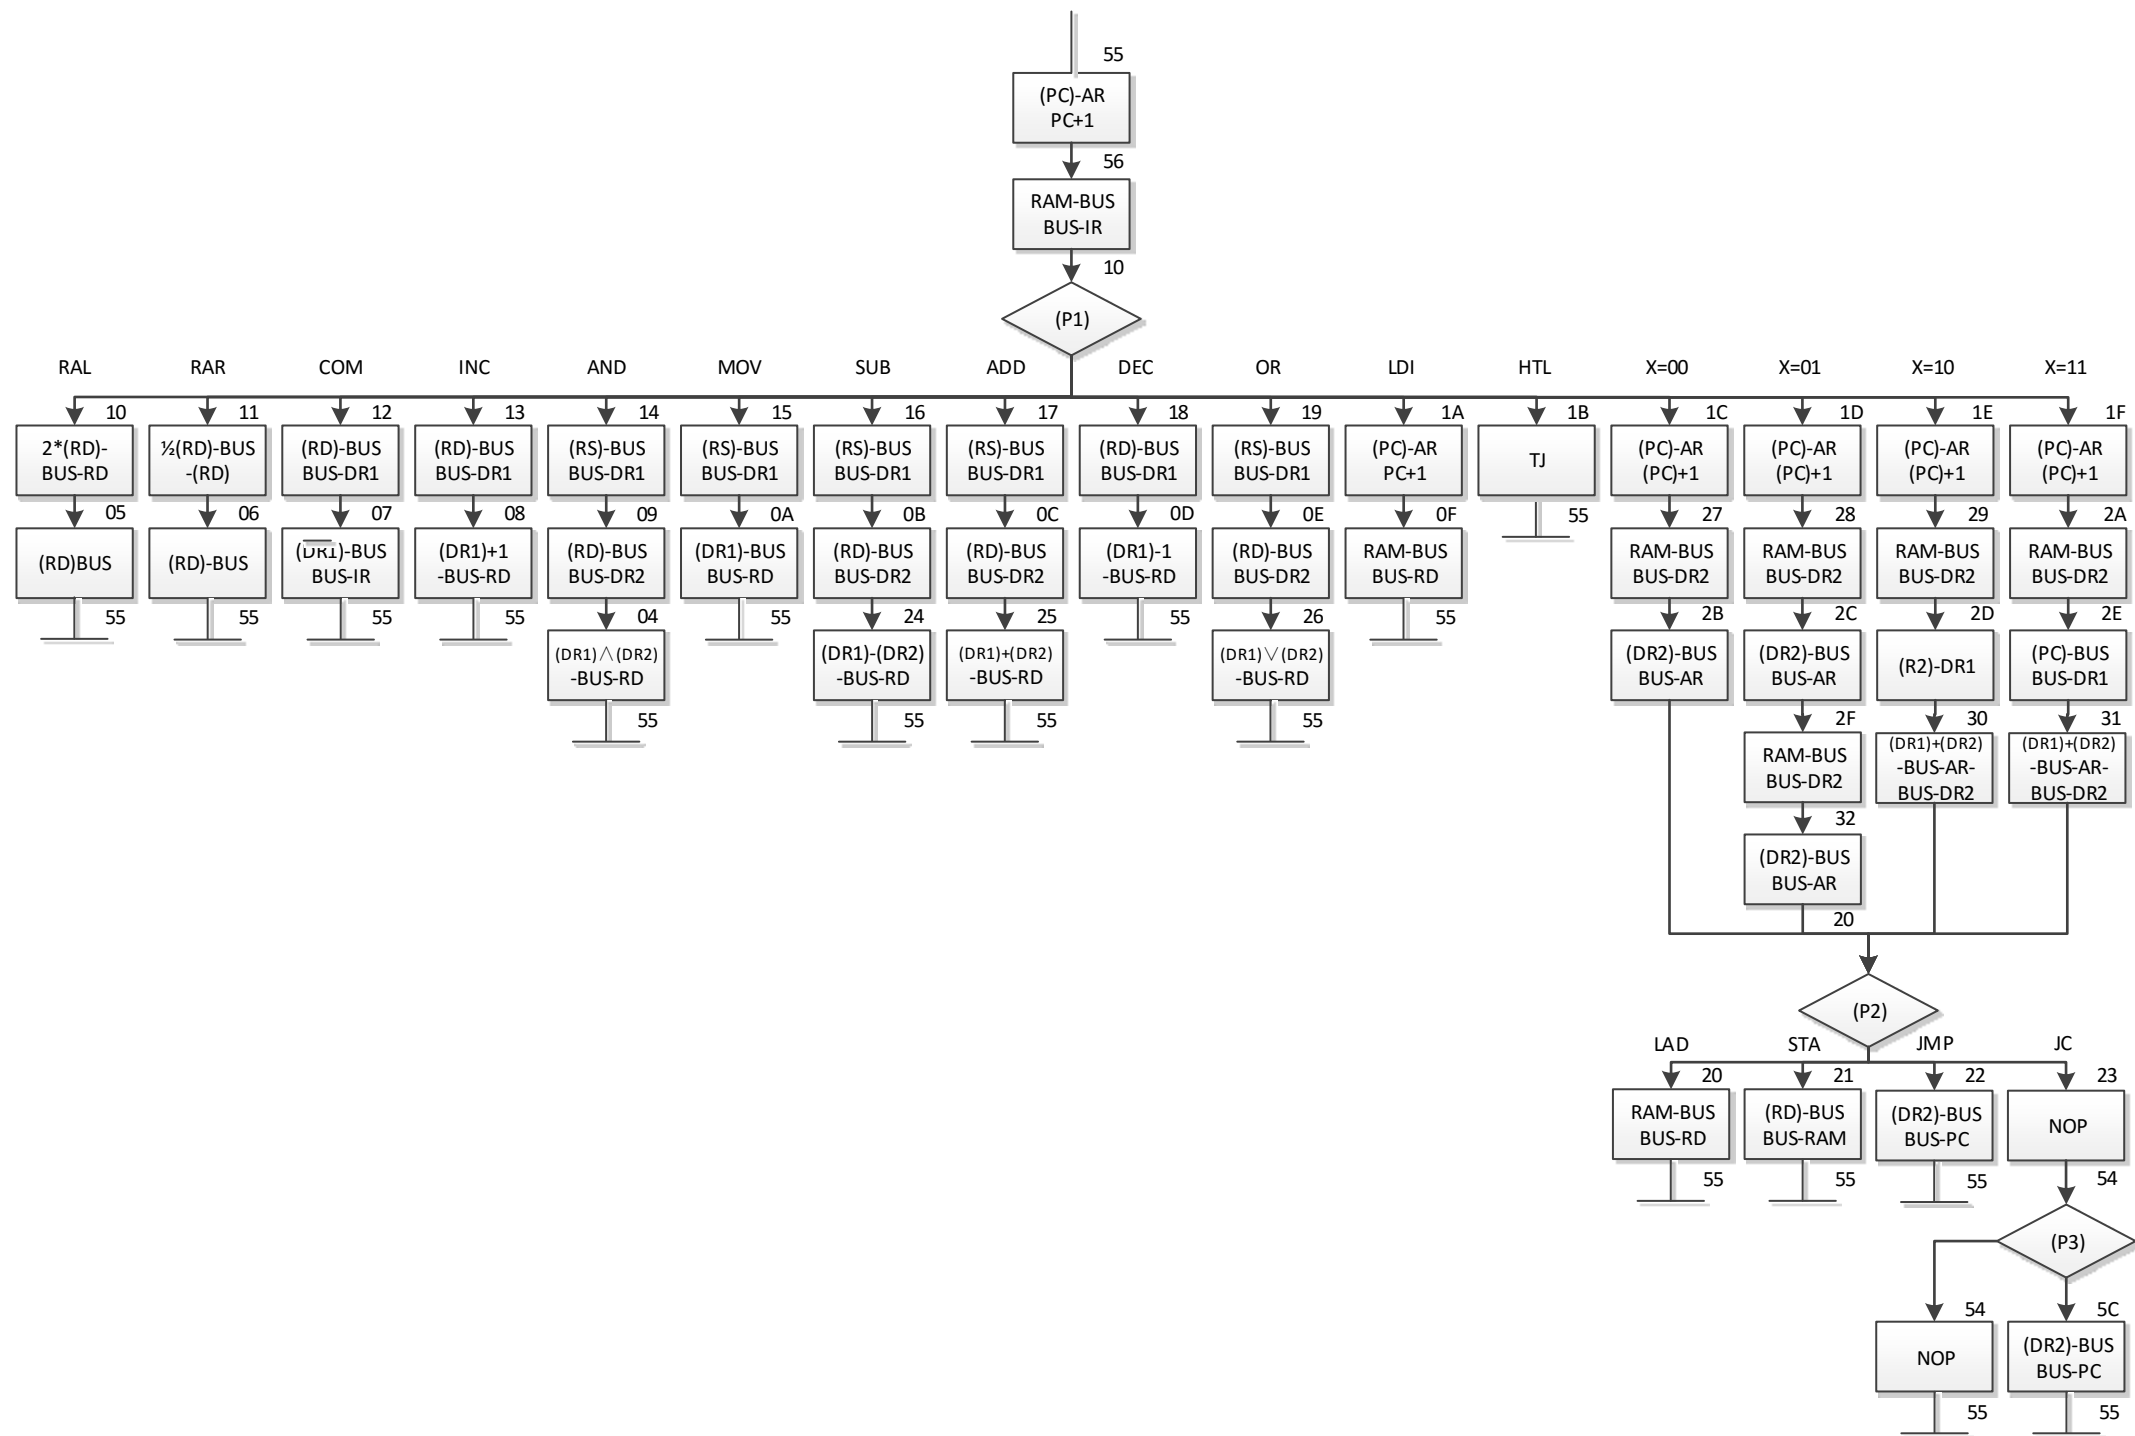 55
(PC)-AR
PC+1
56
RAM-BUS
BUS-IR
10
(P1)
RAL RAR COM INC AND MOV SUB ADD DEC OR LDI HTL X=00 X=01 X=10 X=11
10 11 12 13 14 15 16 17 18 19 1A 1B 1C 1D 1E 1F
2*(RD)- ½(RD)-BUS (RD)-BUS (RD)-BUS (RS)-BUS (RS)-BUS (RS)-BUS (RS)-BUS (RD)-BUS (RS)-BUS (PC)-AR TJ (PC)-AR (PC)-AR (PC)-AR (PC)-AR
BUS-RD -(RD) BUS-DR1 BUS-DR1 BUS-DR1 BUS-DR1 BUS-DR1 BUS-DR1 BUS-DR1 BUS-DR1 PC+1 (PC)+1 (PC)+1 (PC)+1 (PC)+1
05 06 07 08 09 0A 0B 0C 0D 0E 0F 55 27 28 29 2A
(RD)BUS (RD)-BUS (DR1)-BUS (DR1)+1 (RD)-BUS (DR1)-BUS (RD)-BUS (RD)-BUS (DR1)-1 (RD)-BUS RAM-BUS RAM-BUS RAM-BUS RAM-BUS RAM-BUS
BUS-IR -BUS-RD BUS-DR2 BUS-RD BUS-DR2 BUS-DR2 -BUS-RD BUS-DR2 BUS-RD BUS-DR2 BUS-DR2 BUS-DR2 BUS-DR2
55 55 55 55 04 55 24 25 55 26 55 2B 2C 2D 2E
(DR1)∧(DR2) (DR1)-(DR2) (DR1)+(DR2) (DR1)∨(DR2) (DR2)-BUS (DR2)-BUS (R2)-DR1 (PC)-BUS
-BUS-RD -BUS-RD -BUS-RD -BUS-RD BUS-AR BUS-AR BUS-DR1
55 55 55 55 2F 30 31
RAM-BUS (DR1)+(DR2) (DR1)+(DR2)
BUS-DR2 -BUS-AR- -BUS-AR-
BUS-DR2 BUS-DR2
32
(DR2)-BUS
BUS-AR
20
(P2)
LAD STA JMP JC
20 21 22 23
RAM-BUS (RD)-BUS (DR2)-BUS NOP
BUS-RD BUS-RAM BUS-PC
55 55 55 54
(P3)
54 5C
NOP (DR2)-BUS
BUS-PC
55 55